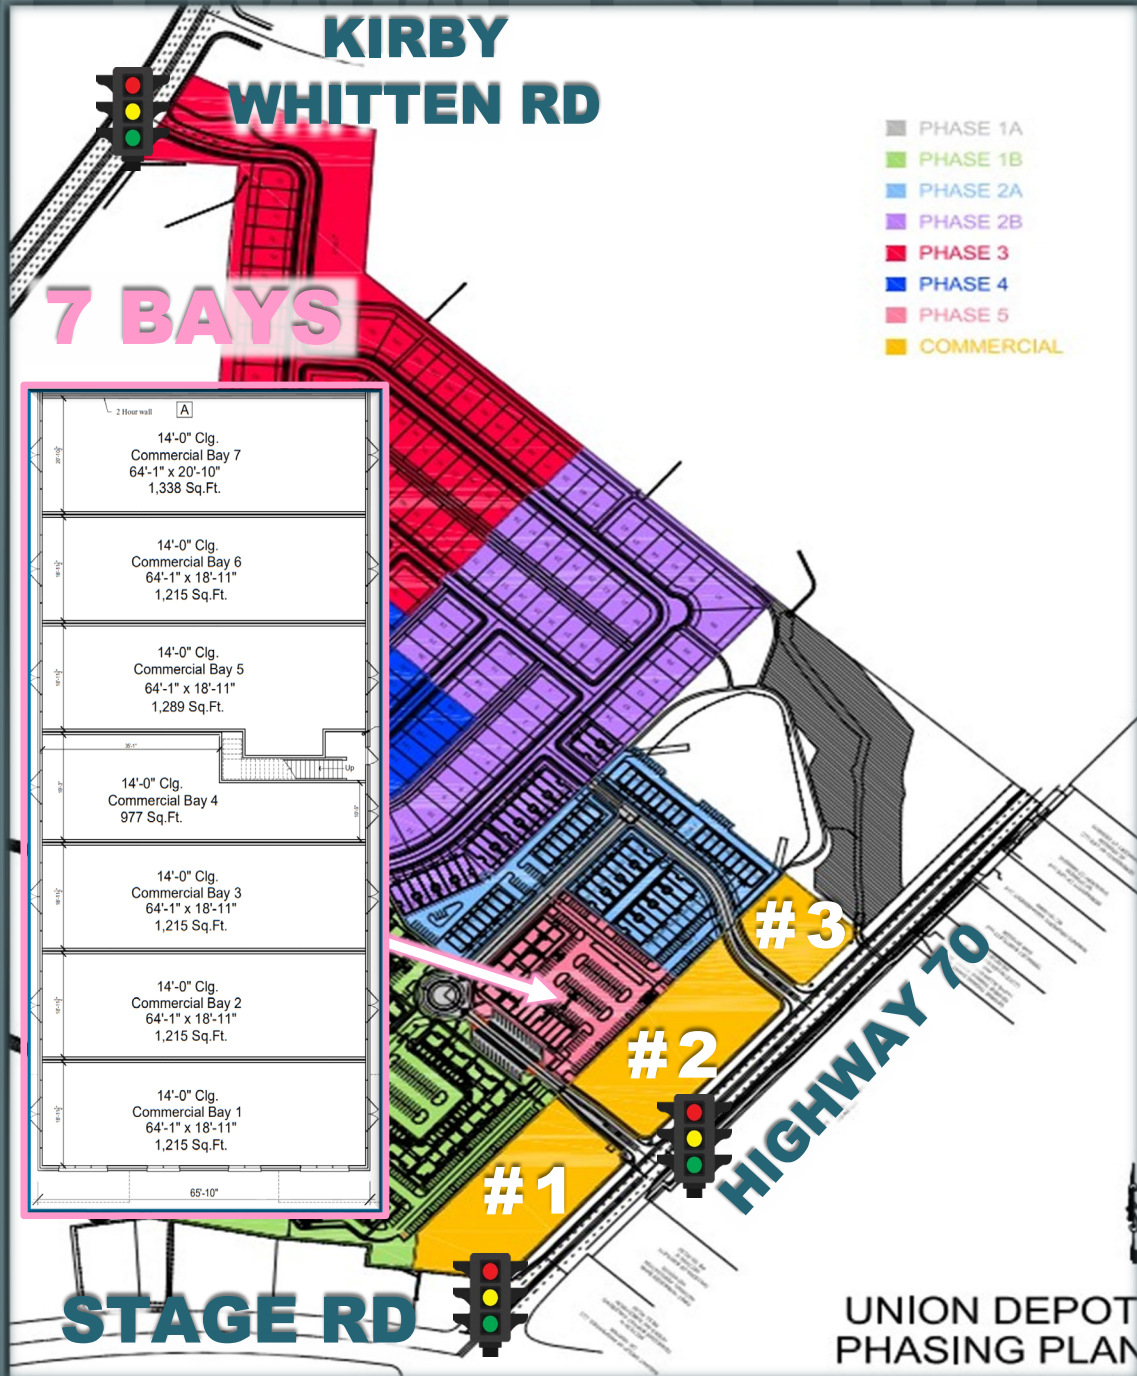 KIRBY
WHITTEN RD
PHASE 1A
PHASE 1B
PHASE 2A
PHASE 2B
PHASE 3
PHASE 4
PHASE 5
COMMERCIAL
7 BAYS
2 Hour wall
A
14'-0" Clg.
Commercial Bay 7
64'-1" x 20'-10"
1,338 Sq.Ft.
14'-0" Clg.
Commercial Bay 6
64'-1" x 18'-11"
1,215 Sq.Ft.
14'-0" Clg.
Commercial Bay 5
64'-1" x 18'-11"
1,289 Sq.Ft.
Up
14'-0" Clg.
Commercial Bay 4
977 Sq.Ft.
14'-0" Clg.
Commercial Bay 3
64'-1" x 18'-11"
1,215 Sq.Ft.
14'-0" Clg.
Commercial Bay 2
64'-1" x 18'-11"
1,215 Sq.Ft.
14'-0" Clg.
Commercial Bay 1
64'-1" x 18'-11"
1,215 Sq.Ft.
65'-10"
#3
#2
#1
HIGHWAY 70
STAGE RD
UNION DEPOT
PHASING PLAN